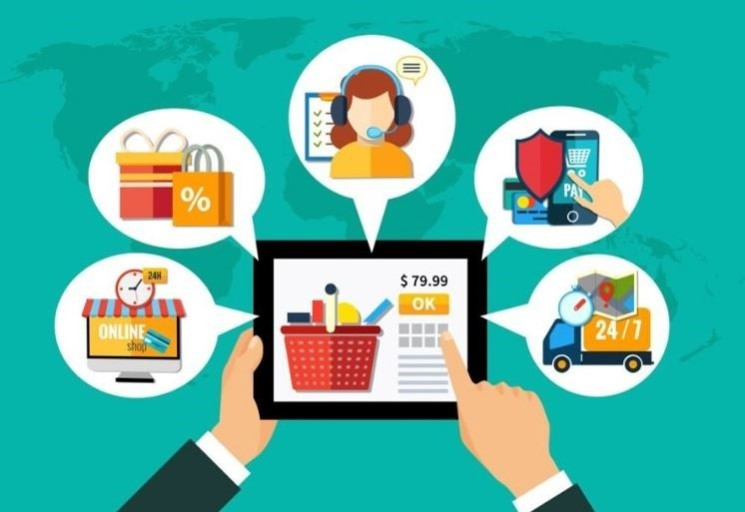 %
PAY
24H
ONLINE
shop
$ 79.99
OK
24/7